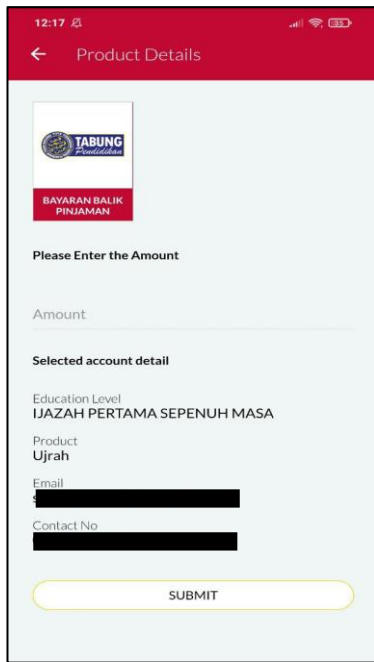 12:17
Product Details
TABUNG
Pendidikan
BAYARAN BALIK
PINJAMAN
Please Enter the Amount
Amount
Selected account detail
Education Level
IJAZAH PERTAMA SEPENUH MASA
Product
Ujrah
Email
Contact No
SUBMIT